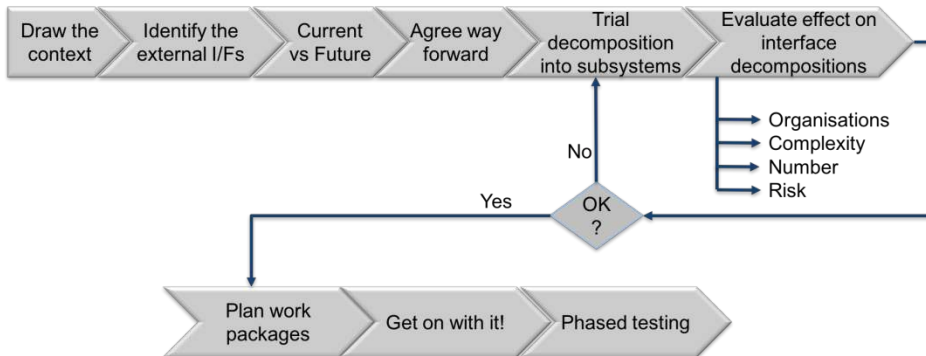 Draw the
context
Identify the
external I/Fs
Current
vs Future
Agree way
forward
Trial
decomposition
into subsystems
Evaluate effect on
interface
decompositions
Organisations
Complexity
Number
Risk
No
Yes
OK
?
Plan work
packages
Get on with it!
Phased testing